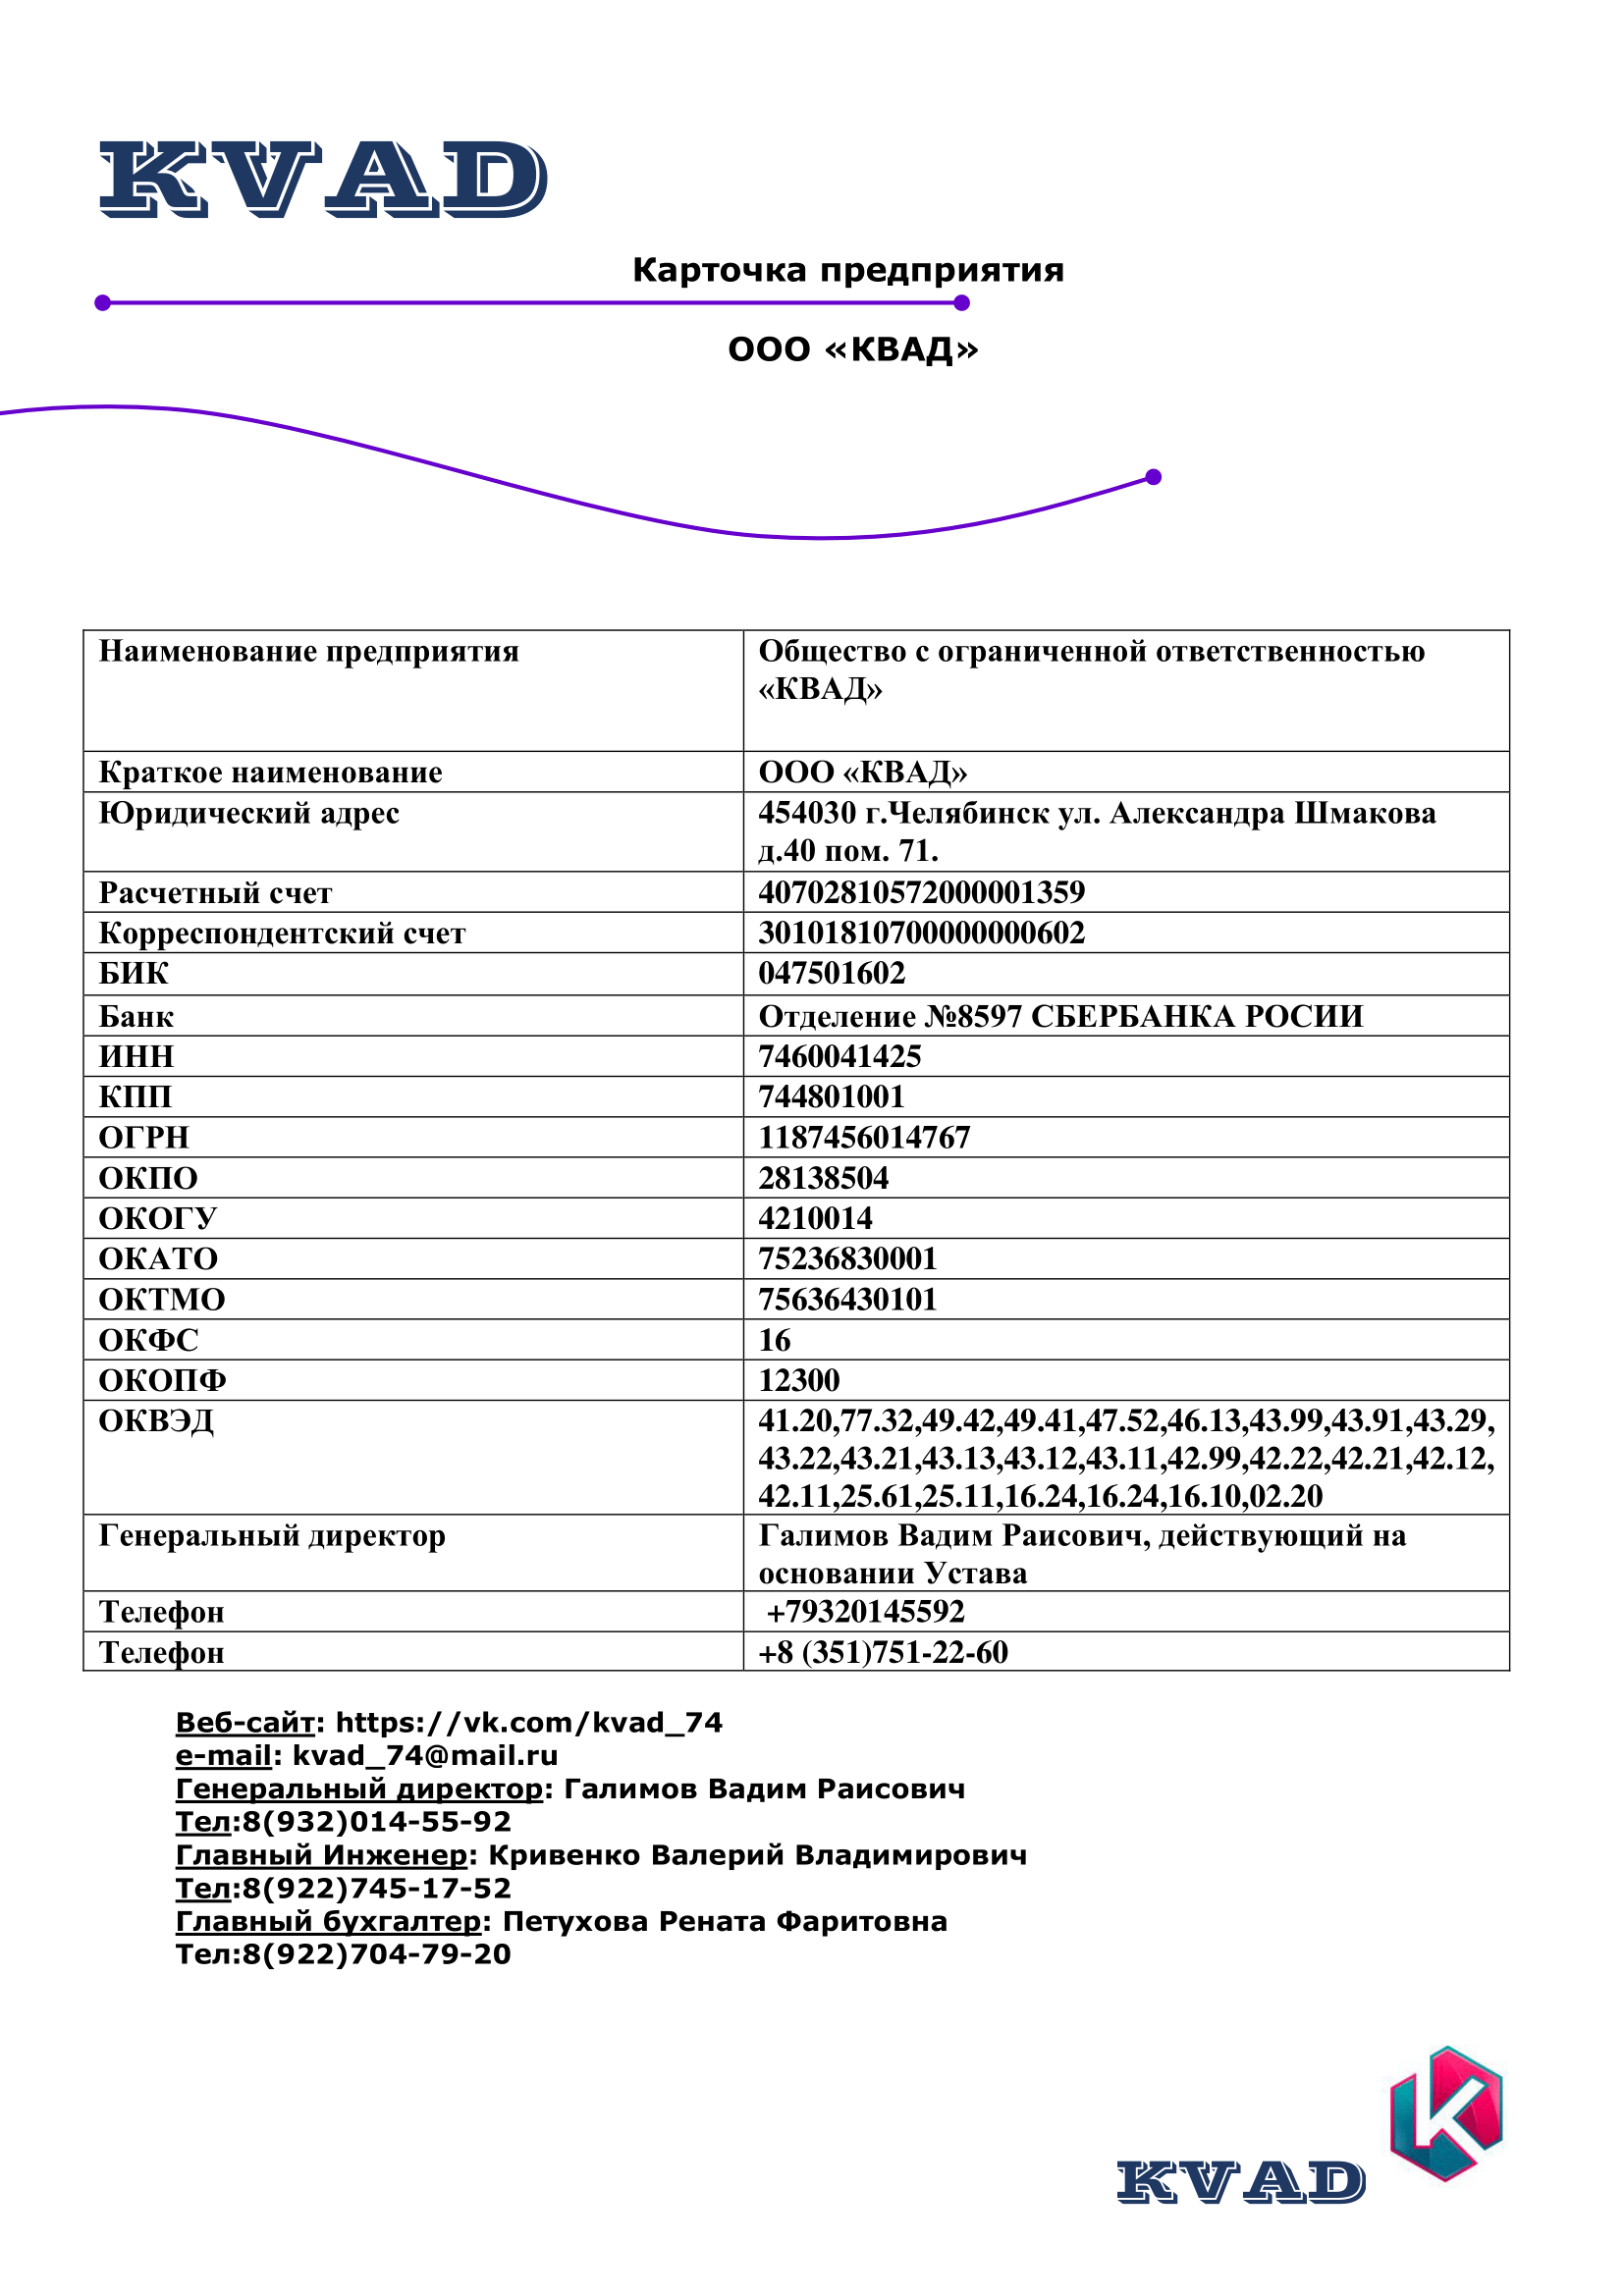 KVAD
Карточка предприятия
ООО «КВАД»
Наименование предприятия
Общество с ограниченной ответственностью
«КВАД»
Краткое наименование
ООО «КВАД»
Юридический адрес
454030 г.Челябинск ул. Александра Шмакова
д.40 пом. 71.
Расчетный счет
40702810572000001359
Корреспондентский счет
30101810700000000602
БИК
047501602
Банк
Отделение №8597 СБЕРБАНКА РОСИИ
ИНН
7460041425
КПП
744801001
ОГРН
1187456014767
ОКПО
28138504
ОКОГУ
4210014
ОКАТО
75236830001
ОКТМО
75636430101
ОКФС
16
ОКОПФ
12300
ОКВЭД
41.20,77.32,49.42,49.41,47.52,46.13,43.99,43.91,43.29,
43.22,43.21,43.13,43.12,43.11,42.99,42.22,42.21,42.12,
42.11,25.61,25.11,16.24,16.24,16.10,02.20
Генеральный директор
Галимов Вадим Раисович, действующий на
основании Устава
Телефон
+79320145592
Телефон
+8 (351)751-22-60
Веб-сайт: https://vk.com/kvad_74
e-mail: kvad_74@mail.ru
Генеральный директор: Галимов Вадим Раисович
Тел:8(932)014-55-92
Главный Инженер: Кривенко Валерий Владимирович
Тел:8(922)745-17-52
Главный бухгалтер: Петухова Рената Фаритовна
Тел:8(922)704-79-20
K
KVAD